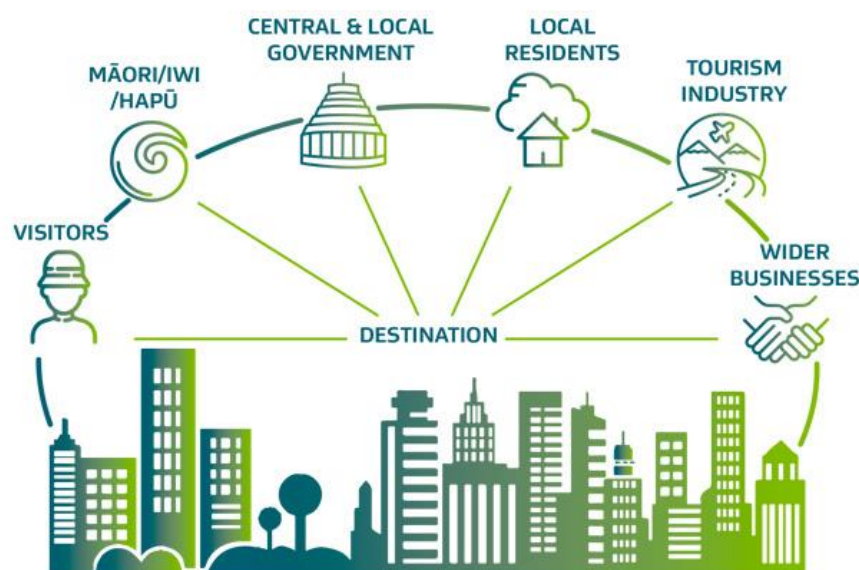 CENTRAL & LOCAL
GOVERNMENT
LOCAL
RESIDENTS
MĀORI/IWI
/HAPŪ
TOURISM
INDUSTRY
VISITORS
WIDER
BUSINESSES
DESTINATION